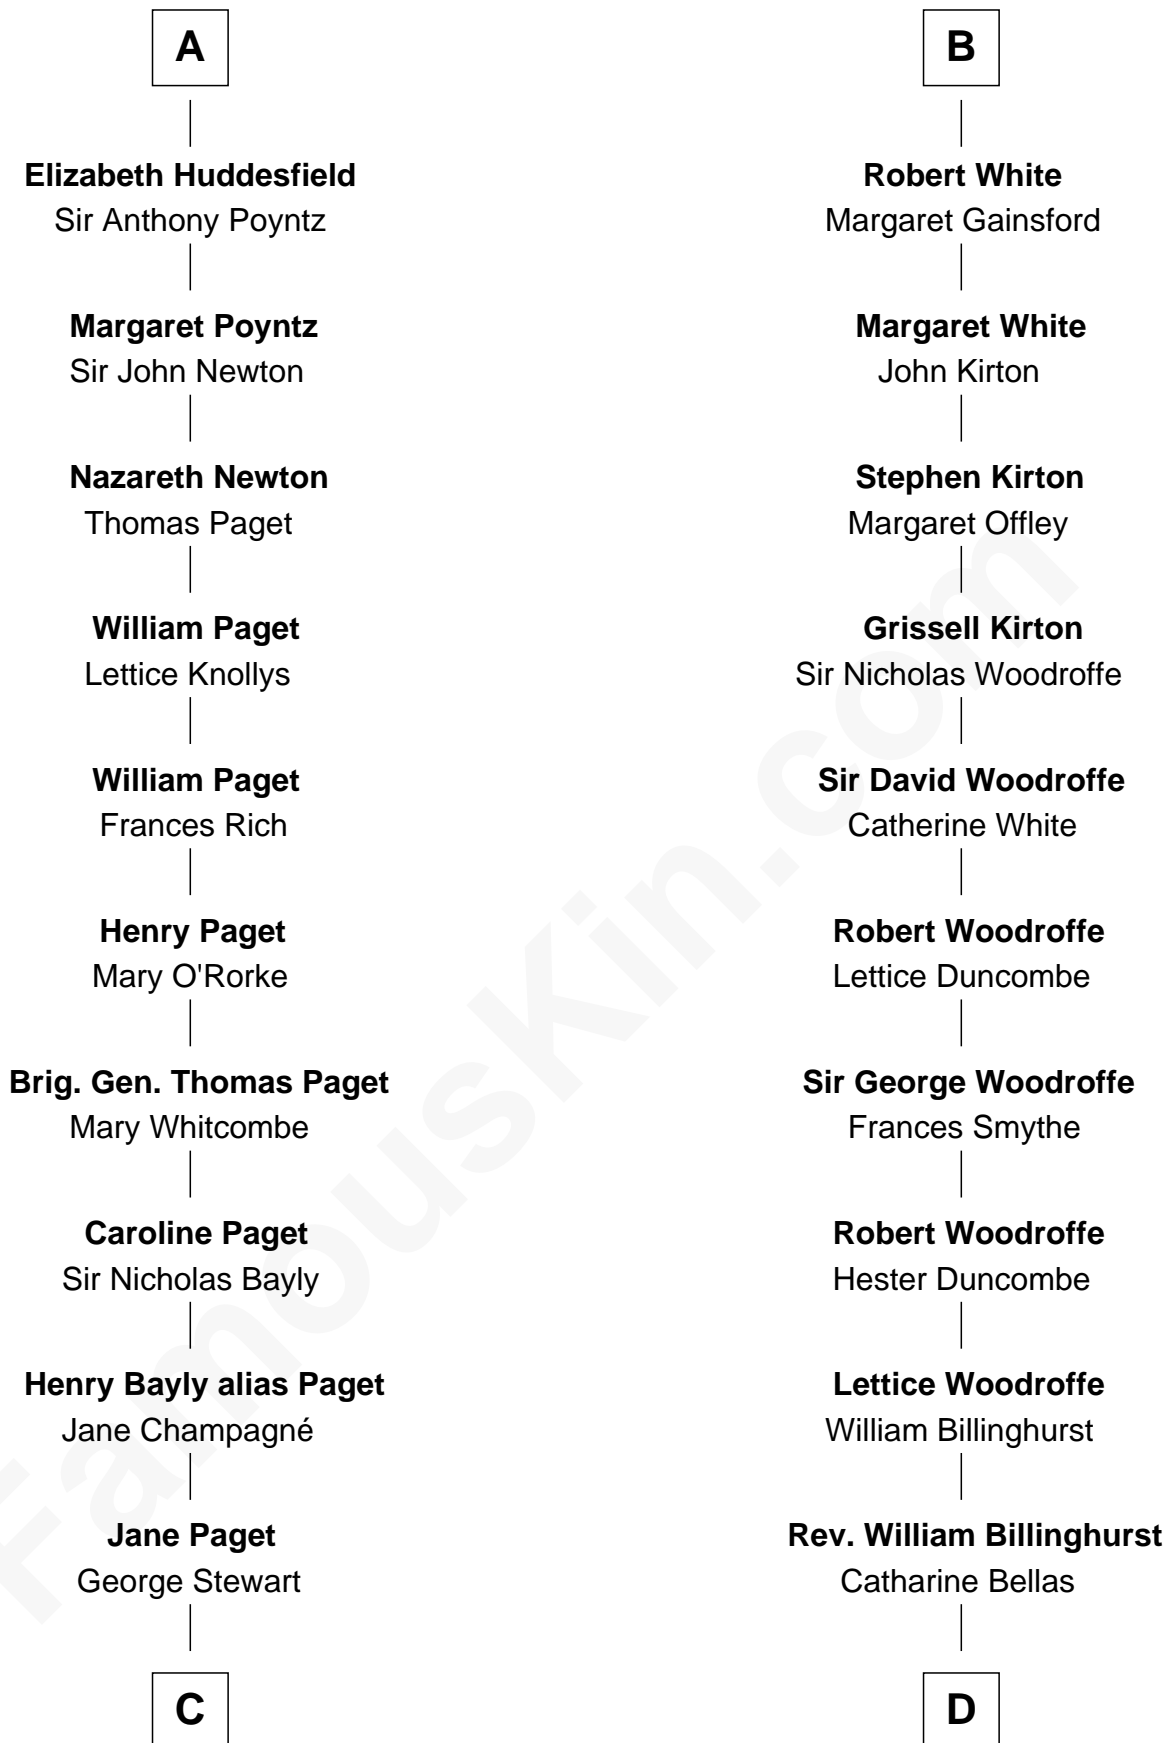 A
Elizabeth Huddesfield
Sir Anthony Poyntz
Margaret Poyntz
Sir John Newton
Nazareth Newton
Thomas Paget
William Paget
Lettice Knollys
William Paget
Frances Rich
Henry Paget
Mary O'Rorke
Brig. Gen. Thomas Paget
Mary Whitcombe
Caroline Paget
Sir Nicholas Bayly
Henry Bayly alias Paget
Jane Champagné
Jane Paget
George Stewart
C
B
Robert White
Margaret Gainsford
Margaret White
John Kirton
Stephen Kirton
Margaret Offley
Grissell Kirton
Sir Nicholas Woodroffe
Sir David Woodroffe
Catherine White
Robert Woodroffe
Lettice Duncombe
Sir George Woodroffe
Frances Smythe
Robert Woodroffe
Hester Duncombe
Lettice Woodroffe
William Billinghurst
Rev. William Billinghurst
Catharine Bellas
D
FamousKin.com